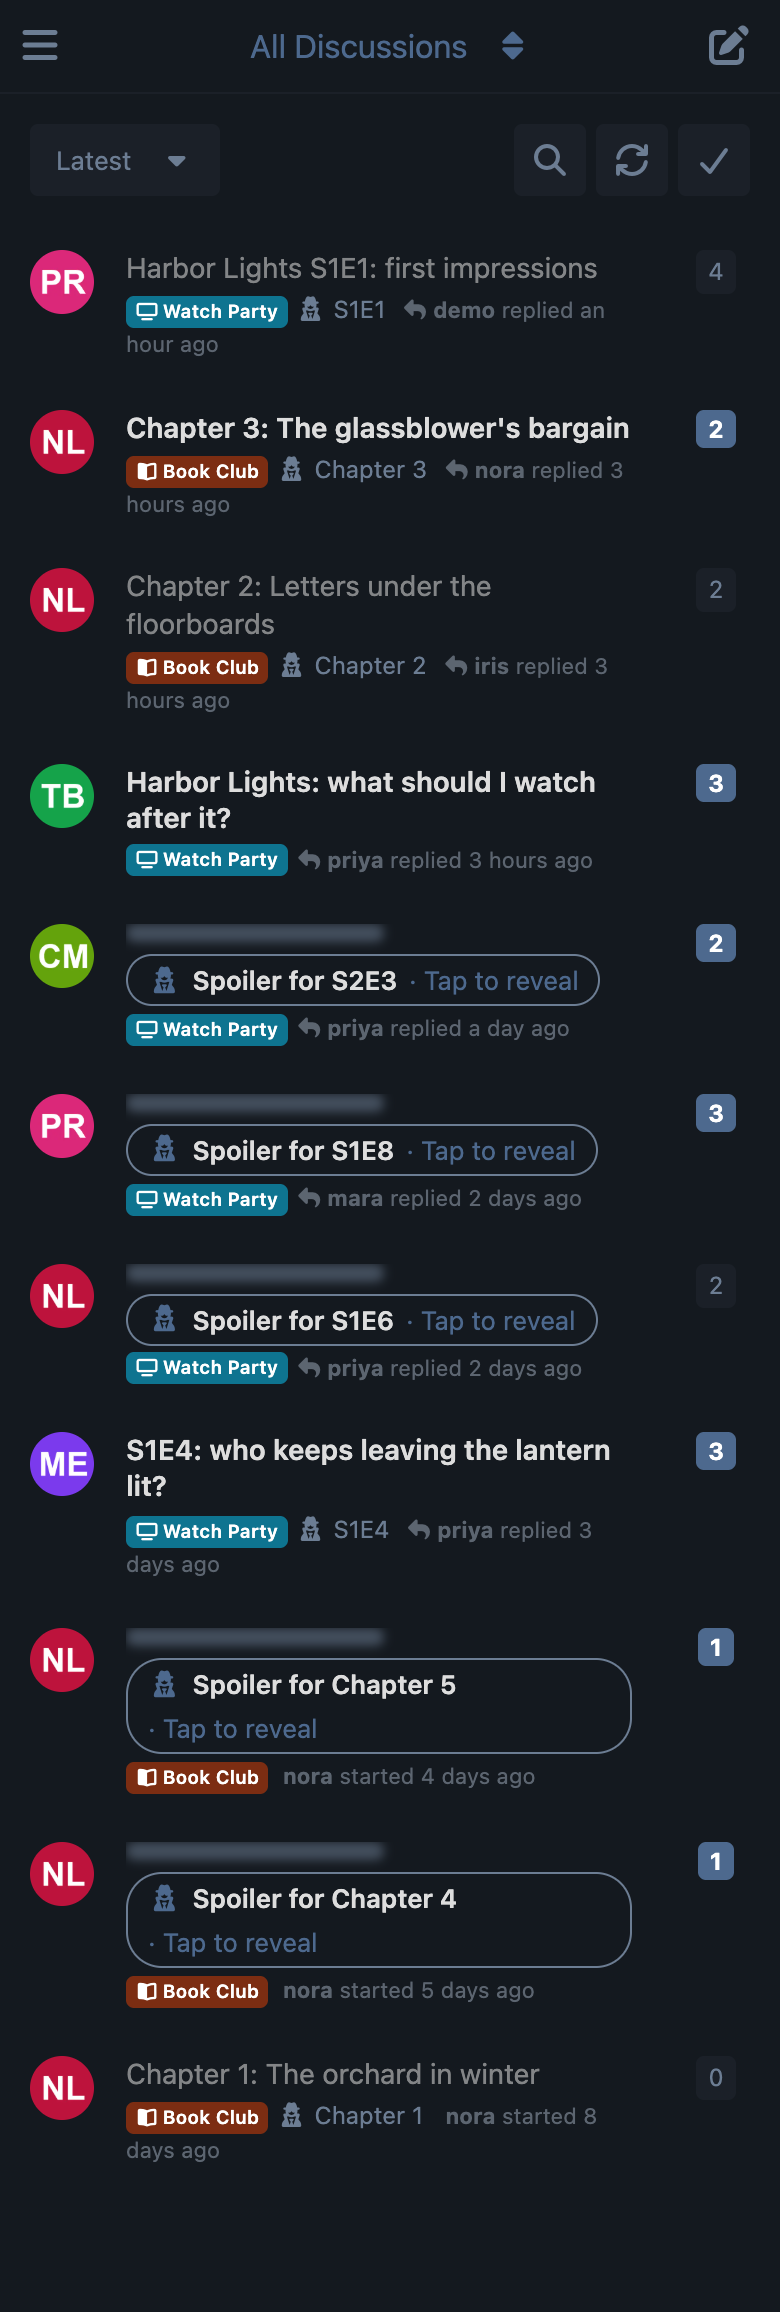 All Discussions
Latest
PR
Harbor Lights S1E1: first impressions
4
Watch Party S1E1 demo replied an
hour ago
NL
Chapter 3: The glassblower's bargain
2
Book Club Chapter 3 nora replied 3
hours ago
NL
Chapter 2: Letters under the
floorboards
2
Book Club Chapter 2 iris replied 3
hours ago
TB
Harbor Lights: what should I watch
after it?
3
Watch Party priya replied 3 hours ago
CM
2
Spoiler for S2E3 · Tap to reveal
Watch Party priya replied a day ago
PR
3
Spoiler for S1E8 · Tap to reveal
Watch Party mara replied 2 days ago
NL
2
Spoiler for S1E6 · Tap to reveal
Watch Party priya replied 2 days ago
ME
S1E4: who keeps leaving the lantern
lit?
3
Watch Party S1E4 priya replied 3
days ago
NL
1
Spoiler for Chapter 5
· Tap to reveal
Book Club nora started 4 days ago
NL
1
Spoiler for Chapter 4
· Tap to reveal
Book Club nora started 5 days ago
NL
Chapter 1: The orchard in winter
0
Book Club Chapter 1 nora started 8
days ago